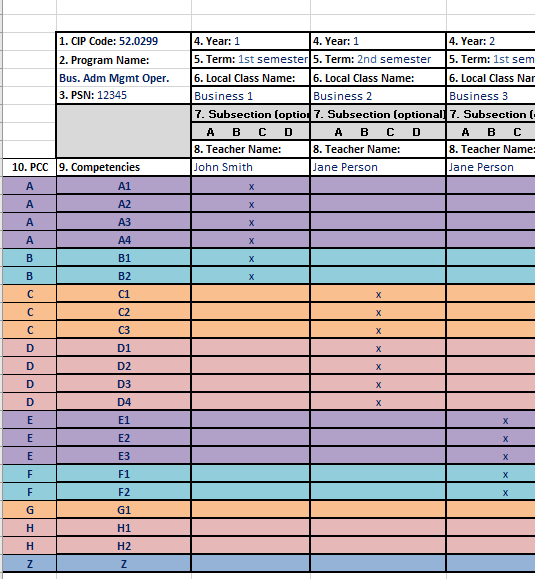 1. CIP Code: 52.0299 4. Year: 1 4. Year: 1 4. Year: 2
2. Program Name: 5. Term: 1st semester 5. Term: 2nd semester 5. Term: 1st sem
Bus. Adm Mgmt Oper. 6. Local Class Name: 6. Local Class Name: 6. Local Class Nar
3. PSN: 12345 Business 1 Business 2 Business 3
7. Subsection (optior 7. Subsection (optional) 7. Subsection (
A B C D A B C D A B C
8. Teacher Name: 8. Teacher Name: 8. Teacher Name:
10. PCC 9. Competencies John Smith Jane Person Jane Person
A A1 x
A A2 x
A A3 x
A A4 x
B B1 x
B B2 x
C C1 x
C C2 x
C C3 x
D D1 x
D D2 x
D D3 x
D D4 x
E E1 x
E E2 x
E E3 x
F F1 x
F F2 x
G G1
H H1
H H2
Z Z